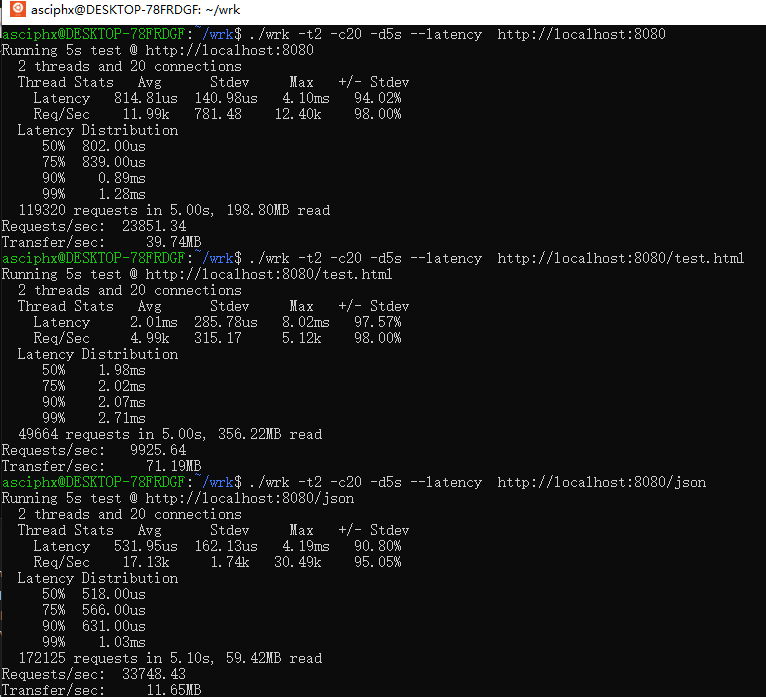 asciphx@DESKTOP-78FRDGF: ~/wrk
asciphx@DESKTOP-78FRDGF:~/wrk$ ./wrk -t2 -c20 -d5s --latency  http://localhost:8080
Running 5s test @ http://localhost:8080
  2 threads and 20 connections
  Thread Stats   Avg      Stdev     Max   +/- Stdev
    Latency   814.81us  140.98us   4.10ms   94.02%
    Req/Sec    11.99k   781.48    12.40k    98.00%
  Latency Distribution
     50%  802.00us
     75%  839.00us
     90%    0.89ms
     99%    1.28ms
  119320 requests in 5.00s, 198.80MB read
Requests/sec:  23851.34
Transfer/sec:     39.74MB
asciphx@DESKTOP-78FRDGF:~/wrk$ ./wrk -t2 -c20 -d5s --latency  http://localhost:8080/test.html
Running 5s test @ http://localhost:8080/test.html
  2 threads and 20 connections
  Thread Stats   Avg      Stdev     Max   +/- Stdev
    Latency     2.01ms  285.78us   8.02ms   97.57%
    Req/Sec     4.99k   315.17     5.12k    98.00%
  Latency Distribution
     50%    1.98ms
     75%    2.02ms
     90%    2.07ms
     99%    2.71ms
  49664 requests in 5.00s, 356.22MB read
Requests/sec:   9925.64
Transfer/sec:     71.19MB
asciphx@DESKTOP-78FRDGF:~/wrk$ ./wrk -t2 -c20 -d5s --latency  http://localhost:8080/json
Running 5s test @ http://localhost:8080/json
  2 threads and 20 connections
  Thread Stats   Avg      Stdev     Max   +/- Stdev
    Latency   531.95us  162.13us   4.19ms   90.80%
    Req/Sec    17.13k     1.74k   30.49k    95.05%
  Latency Distribution
     50%  518.00us
     75%  566.00us
     90%  631.00us
     99%    1.03ms
  172125 requests in 5.10s, 59.42MB read
Requests/sec:  33748.43
Transfer/sec:     11.65MB